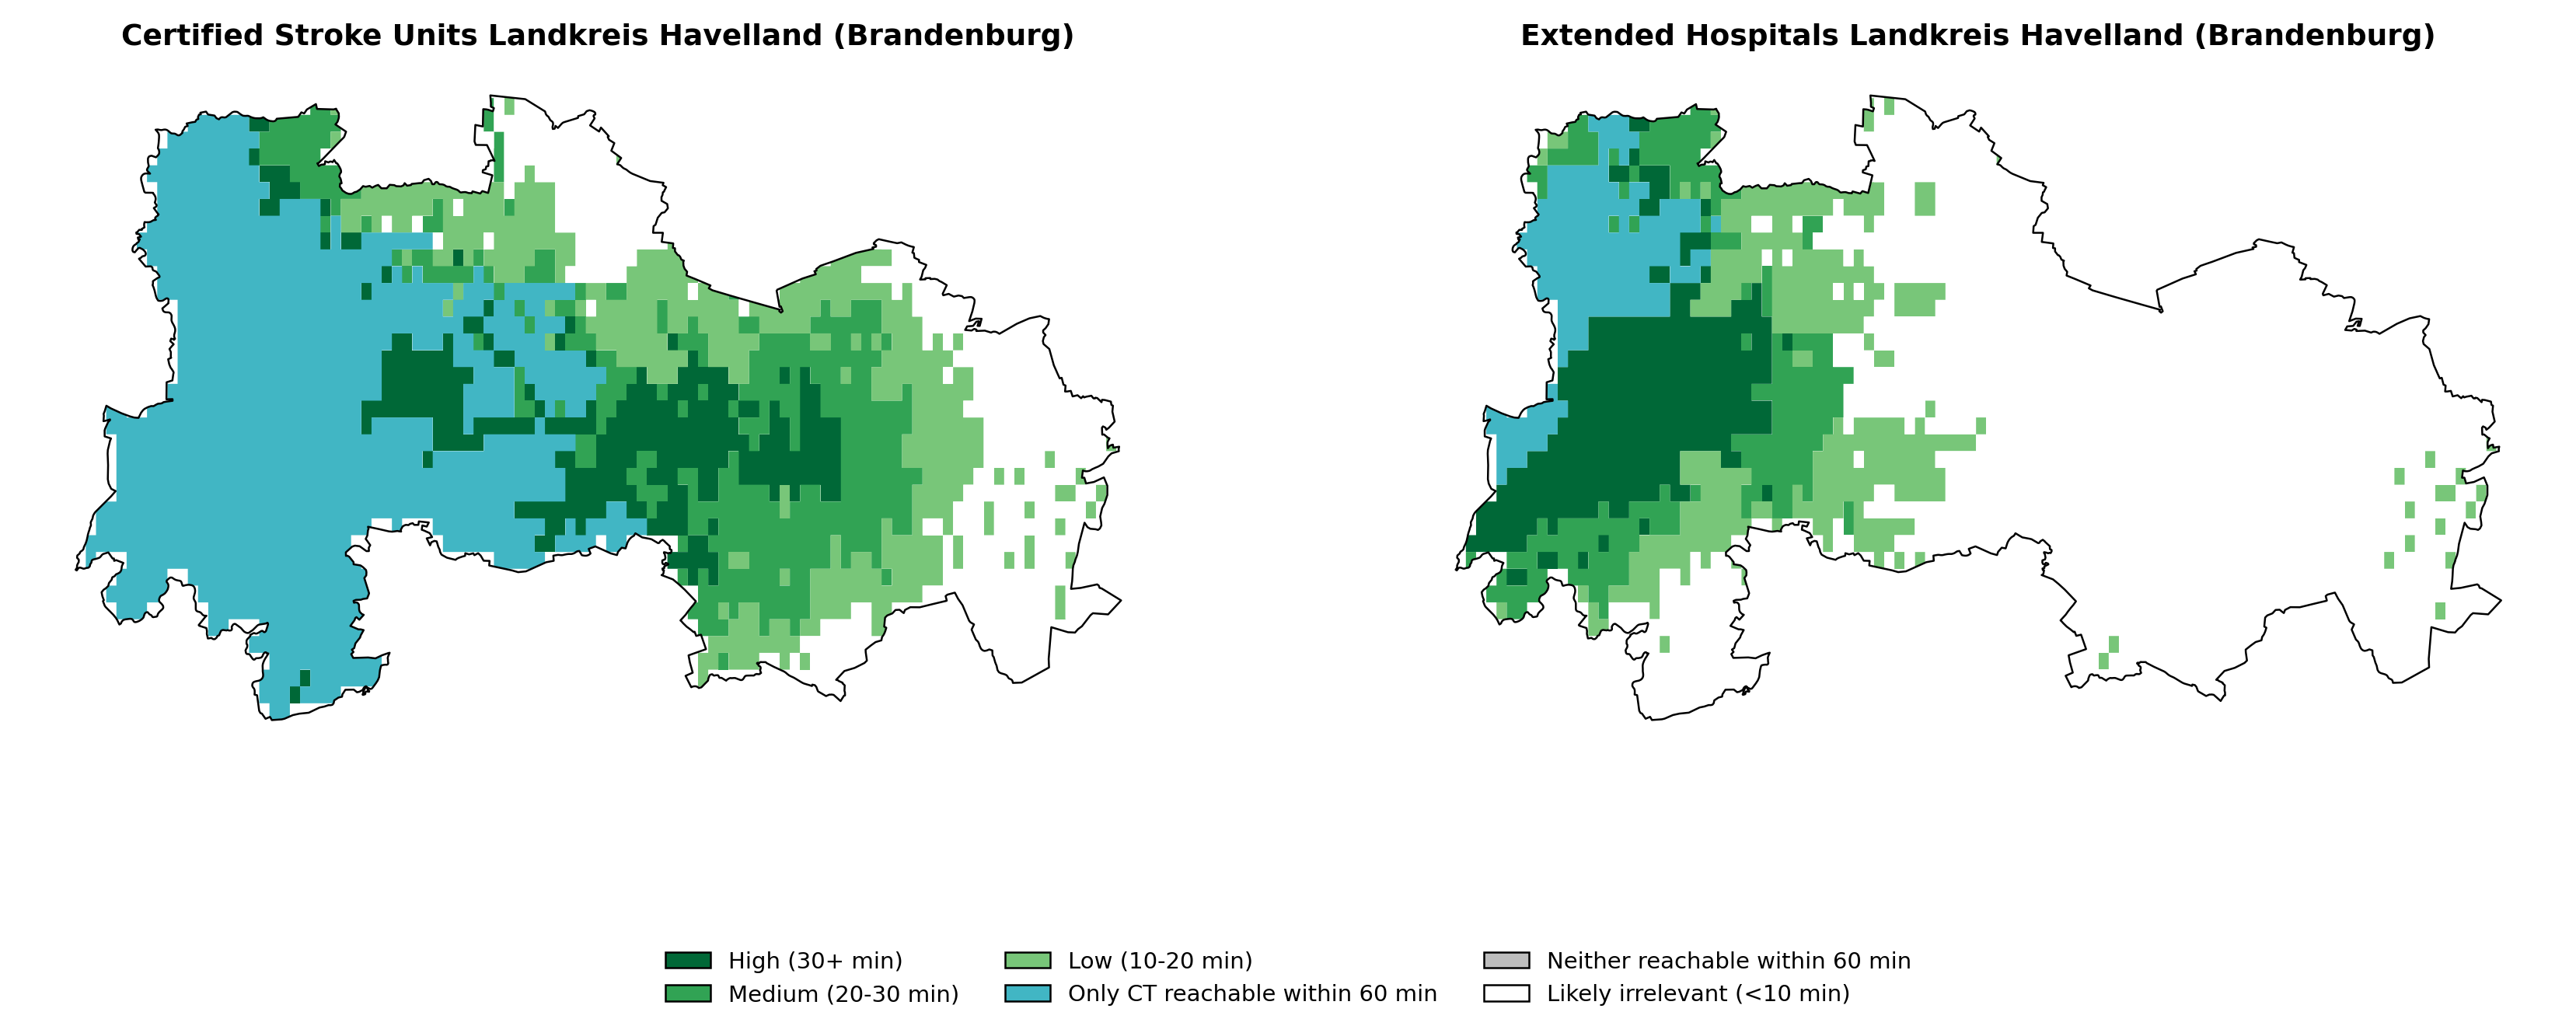 Certified Stroke Units Landkreis Havelland (Brandenburg)
Extended Hospitals Landkreis Havelland (Brandenburg)
High (30+ min)
Medium (20-30 min)
Low (10-20 min)
Only CT reachable within 60 min
Neither reachable within 60 min
Likely irrelevant (<10 min)